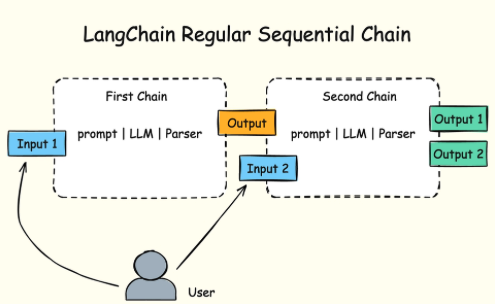 LangChain Regular Sequential Chain
First Chain
prompt | LLM | Parser
Input 1
Output
Second Chain
prompt | LLM | Parser
Input 2
Output 1
Output 2
User